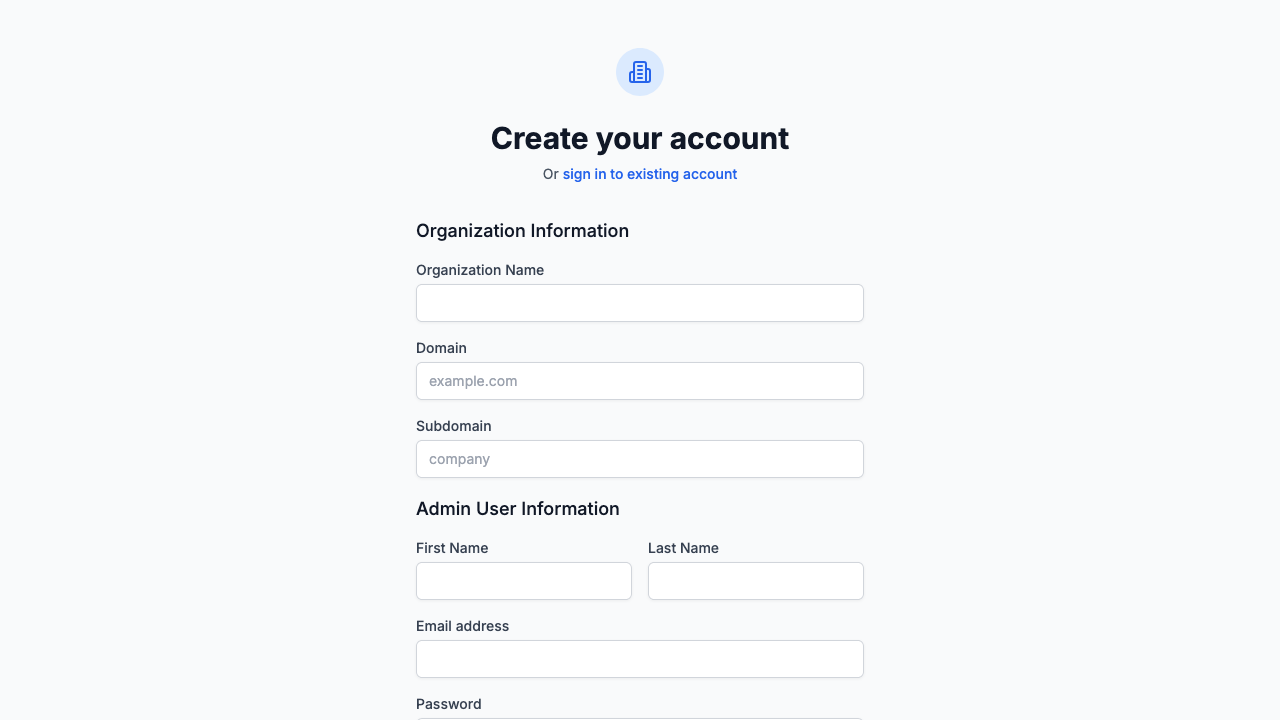 Create your account
Or sign in to existing account
Organization Information
Organization Name
Domain
example.com
Subdomain
company
Admin User Information
First Name Last Name
Email address
Password